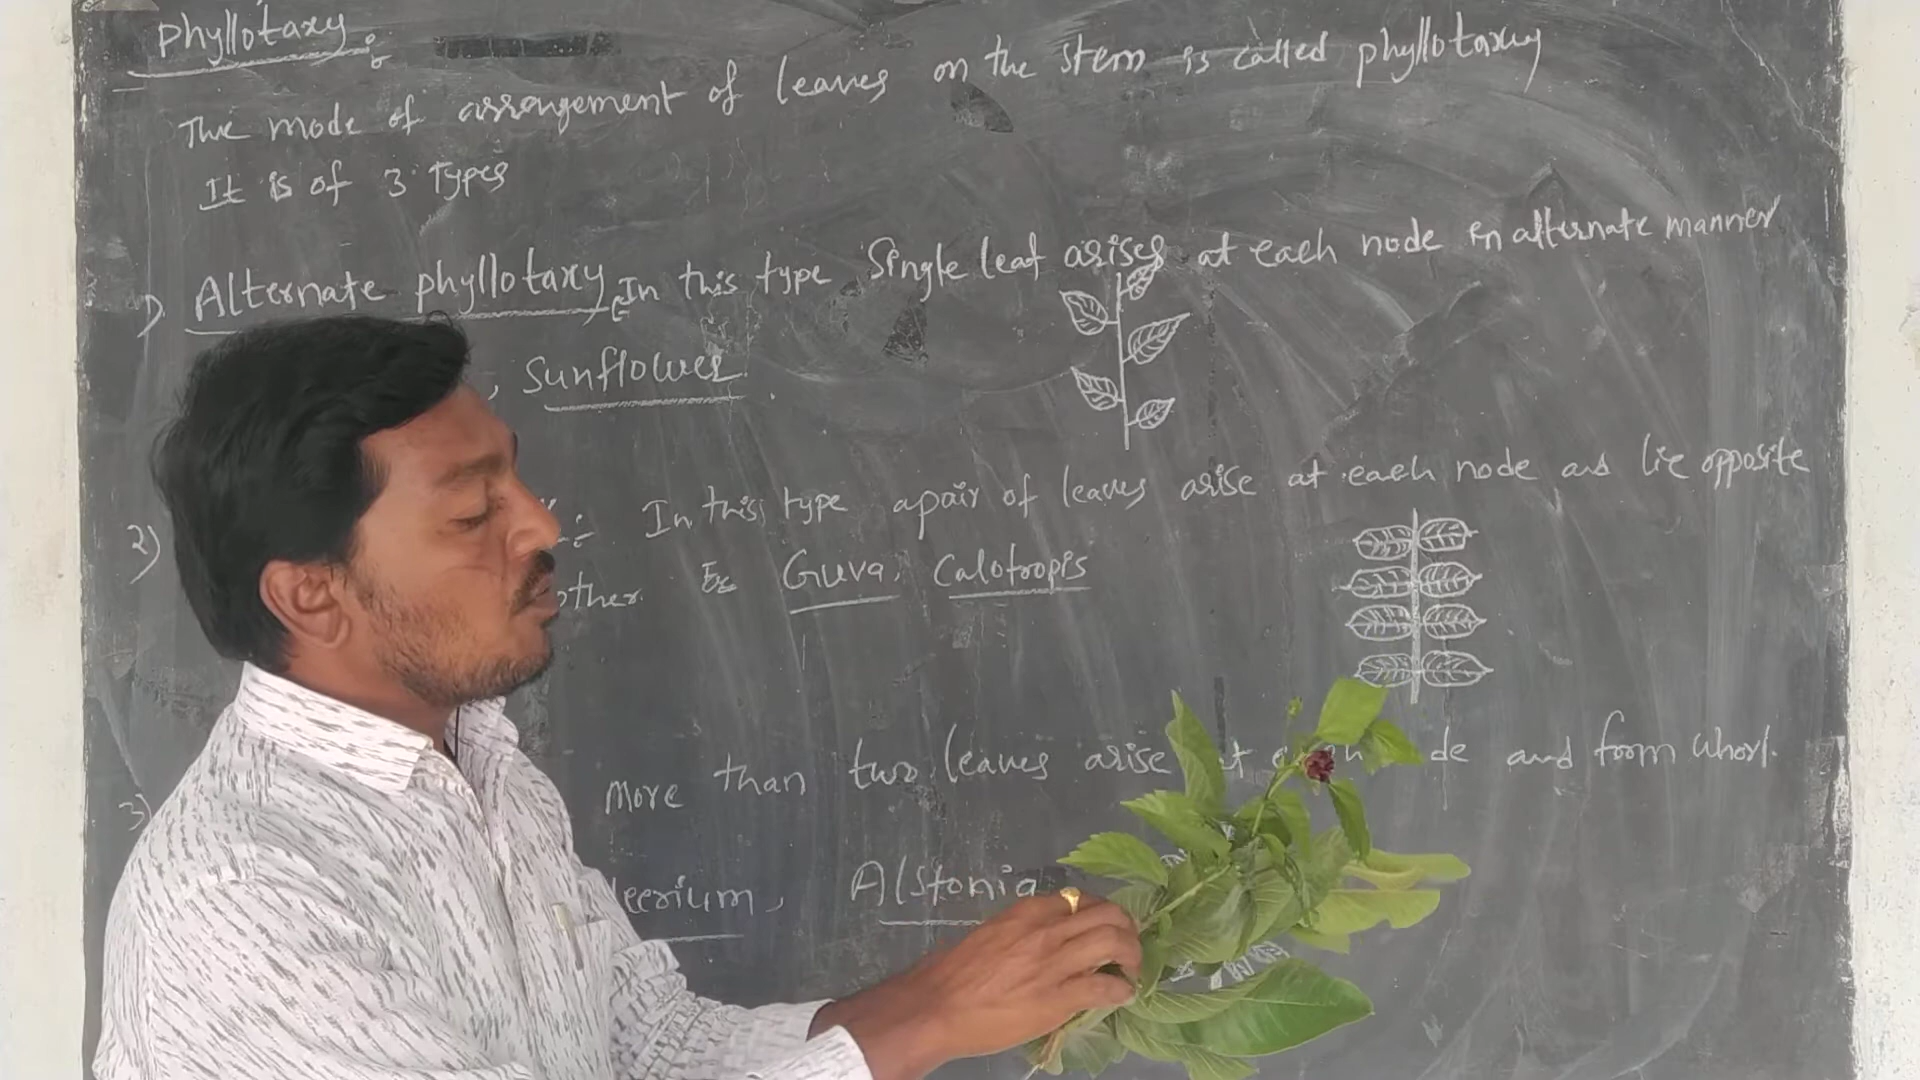 Phyllotaxy :
The mode of arrangement of leaves on the stem is called phyllotaxy
It is of 3 Types
1) Alternate phyllotaxy :- In this type Single leaf arises at each node in alternate manner
, Sunflower.
2) :- In this type a pair of leaves arise at each node and lie opposite
other. Ex Guva, Calotropis
3) More than two leaves arise node and form whorl.
Alstonia